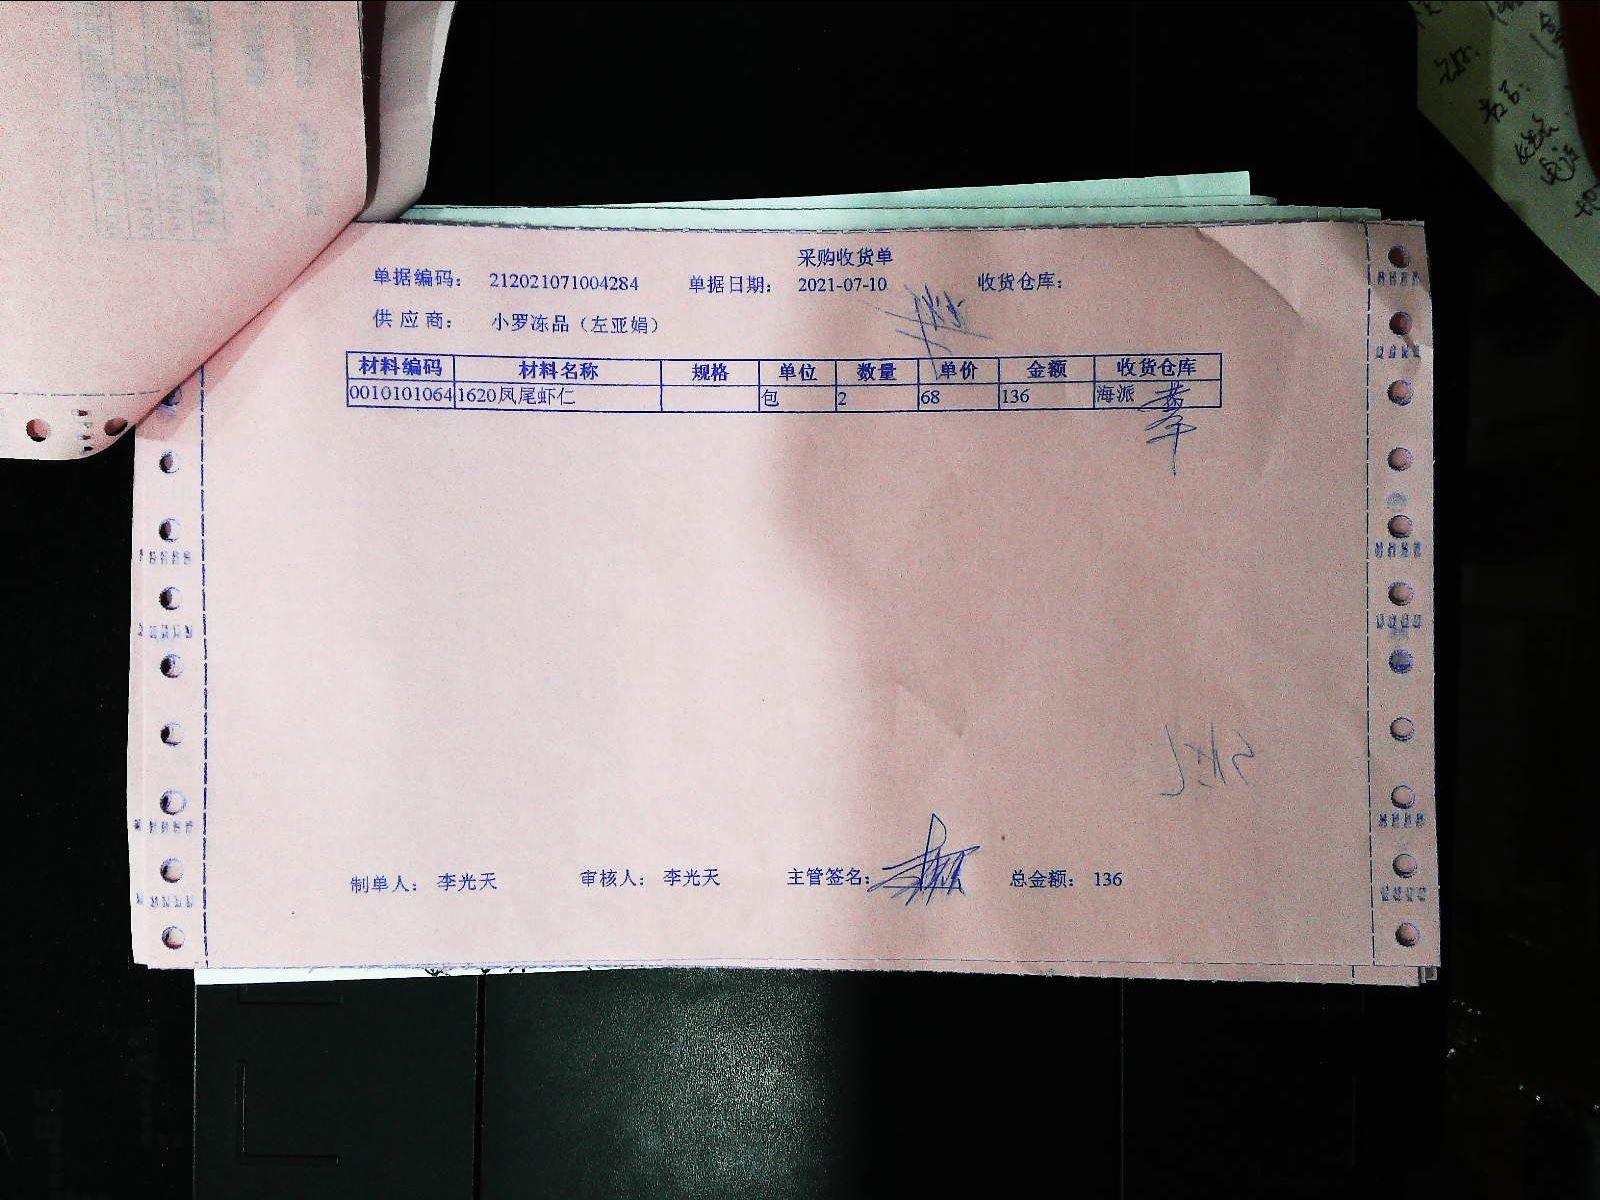 采购收货单
单据编码： 212021071004284 单据日期： 2021-07-10 收货仓库：
供 应 商： 小罗冻品（左亚娟）
材料编码 材料名称 规格 单位 数量 单价 金额 收货仓库
0010101064 1620凤尾虾仁 包 2 68 136 海派
制单人： 李光天 审核人： 李光天 主管签名： 总金额： 136